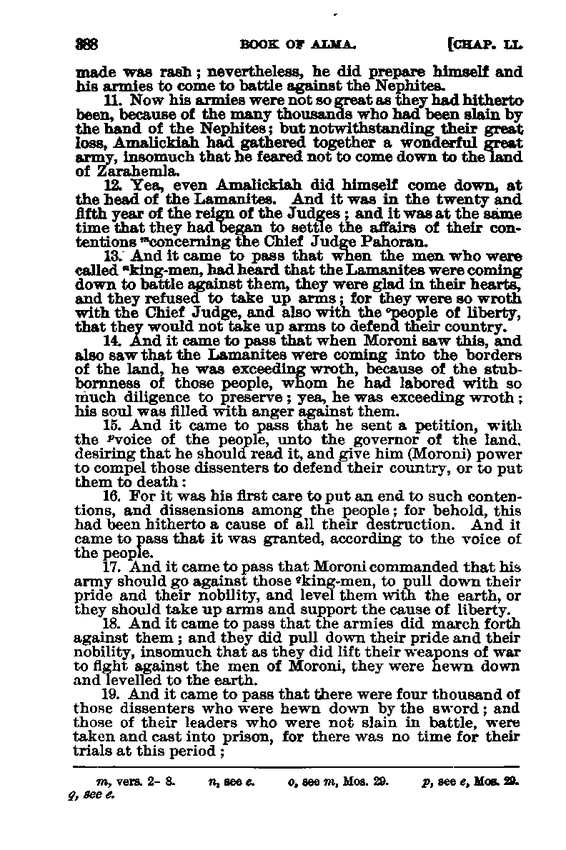 388 BOOK OF ALMA. [CHAP. LI.
made was rash; nevertheless, he did prepare himself and
his armies to come to battle against the Nephites.
11. Now his armies were not so great as they had hitherto
been, because of the many thousands who had been slain by
the hand of the Nephites; but notwithstanding their great
loss, Amalickiah had gathered together a wonderful great
army, insomuch that he feared not to come down to the land
of Zarahemla.
12. Yea, even Amalickiah did himself come down, at
the head of the Lamanites. And it was in the twenty and
fifth year of the reign of the Judges; and it was at the same
time that they had began to settle the affairs of their con-
tentions ᵐconcerning the Chief Judge Pahoran.
13. And it came to pass that when the men who were
called ⁿking-men, had heard that the Lamanites were coming
down to battle against them, they were glad in their hearts,
and they refused to take up arms; for they were so wroth
with the Chief Judge, and also with the ᵒpeople of liberty,
that they would not take up arms to defend their country.
14. And it came to pass that when Moroni saw this, and
also saw that the Lamanites were coming into the borders
of the land, he was exceeding wroth, because of the stub-
bornness of those people, whom he had labored with so
much diligence to preserve; yea, he was exceeding wroth;
his soul was filled with anger against them.
15. And it came to pass that he sent a petition, with
the ᵖvoice of the people, unto the governor of the land,
desiring that he should read it, and give him (Moroni) power
to compel those dissenters to defend their country, or to put
them to death:
16. For it was his first care to put an end to such conten-
tions, and dissensions among the people; for behold, this
had been hitherto a cause of all their destruction. And it
came to pass that it was granted, according to the voice of
the people.
17. And it came to pass that Moroni commanded that his
army should go against those ᑫking-men, to pull down their
pride and their nobility, and level them with the earth, or
they should take up arms and support the cause of liberty.
18. And it came to pass that the armies did march forth
against them; and they did pull down their pride and their
nobility, insomuch that as they did lift their weapons of war
to fight against the men of Moroni, they were hewn down
and levelled to the earth.
19. And it came to pass that there were four thousand of
those dissenters who were hewn down by the sword; and
those of their leaders who were not slain in battle, were
taken and cast into prison, for there was no time for their
trials at this period;
m, vers. 2-8. n, see e. o, see m, Mos. 29. p, see e, Mos. 29.
q, see e.